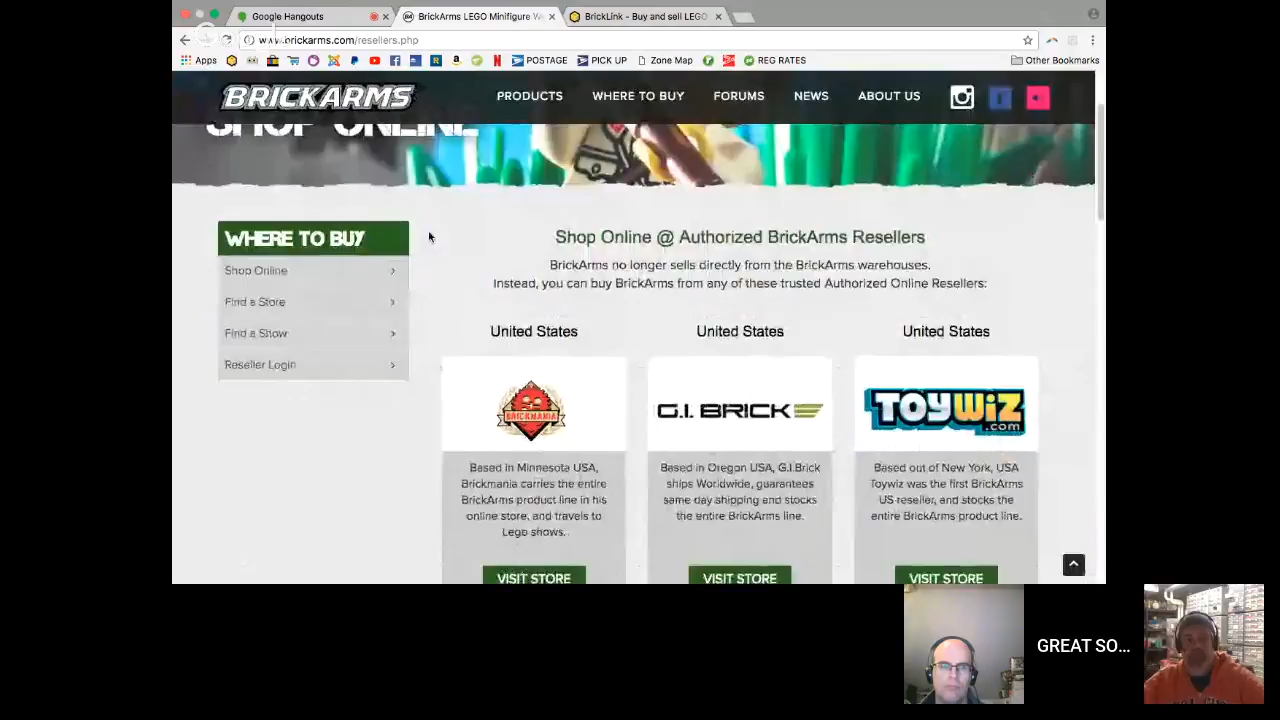 Google Hangouts
BrickArms LEGO Minifigure We
BrickLink - Buy and sell LEGO
www.brickarms.com/resellers.php
Apps
POSTAGE
PICK UP
Zone Map
REG RATES
Other Bookmarks
BRICKARMS
PRODUCTS
WHERE TO BUY
FORUMS
NEWS
ABOUT US
SHOP ONLINE
WHERE TO BUY
Shop Online
Find a Store
Find a Show
Reseller Login
Shop Online @ Authorized BrickArms Resellers
BrickArms no longer sells directly from the BrickArms warehouses.
Instead, you can buy BrickArms from any of these trusted Authorized Online Resellers:
United States
BRICKMANIA
Based in Minnesota USA,
Brickmania carries the entire
BrickArms product line in his
online store, and travels to
Lego shows.
VISIT STORE
United States
G.I. BRICK
Based in Oregon USA, G.I.Brick
ships Worldwide, guarantees
same day shipping and stocks
the entire BrickArms line.
VISIT STORE
United States
TOYWIZ
.com
Based out of New York, USA
Toywiz was the first BrickArms
US reseller, and stocks the
entire BrickArms product line.
VISIT STORE
GREAT SO...